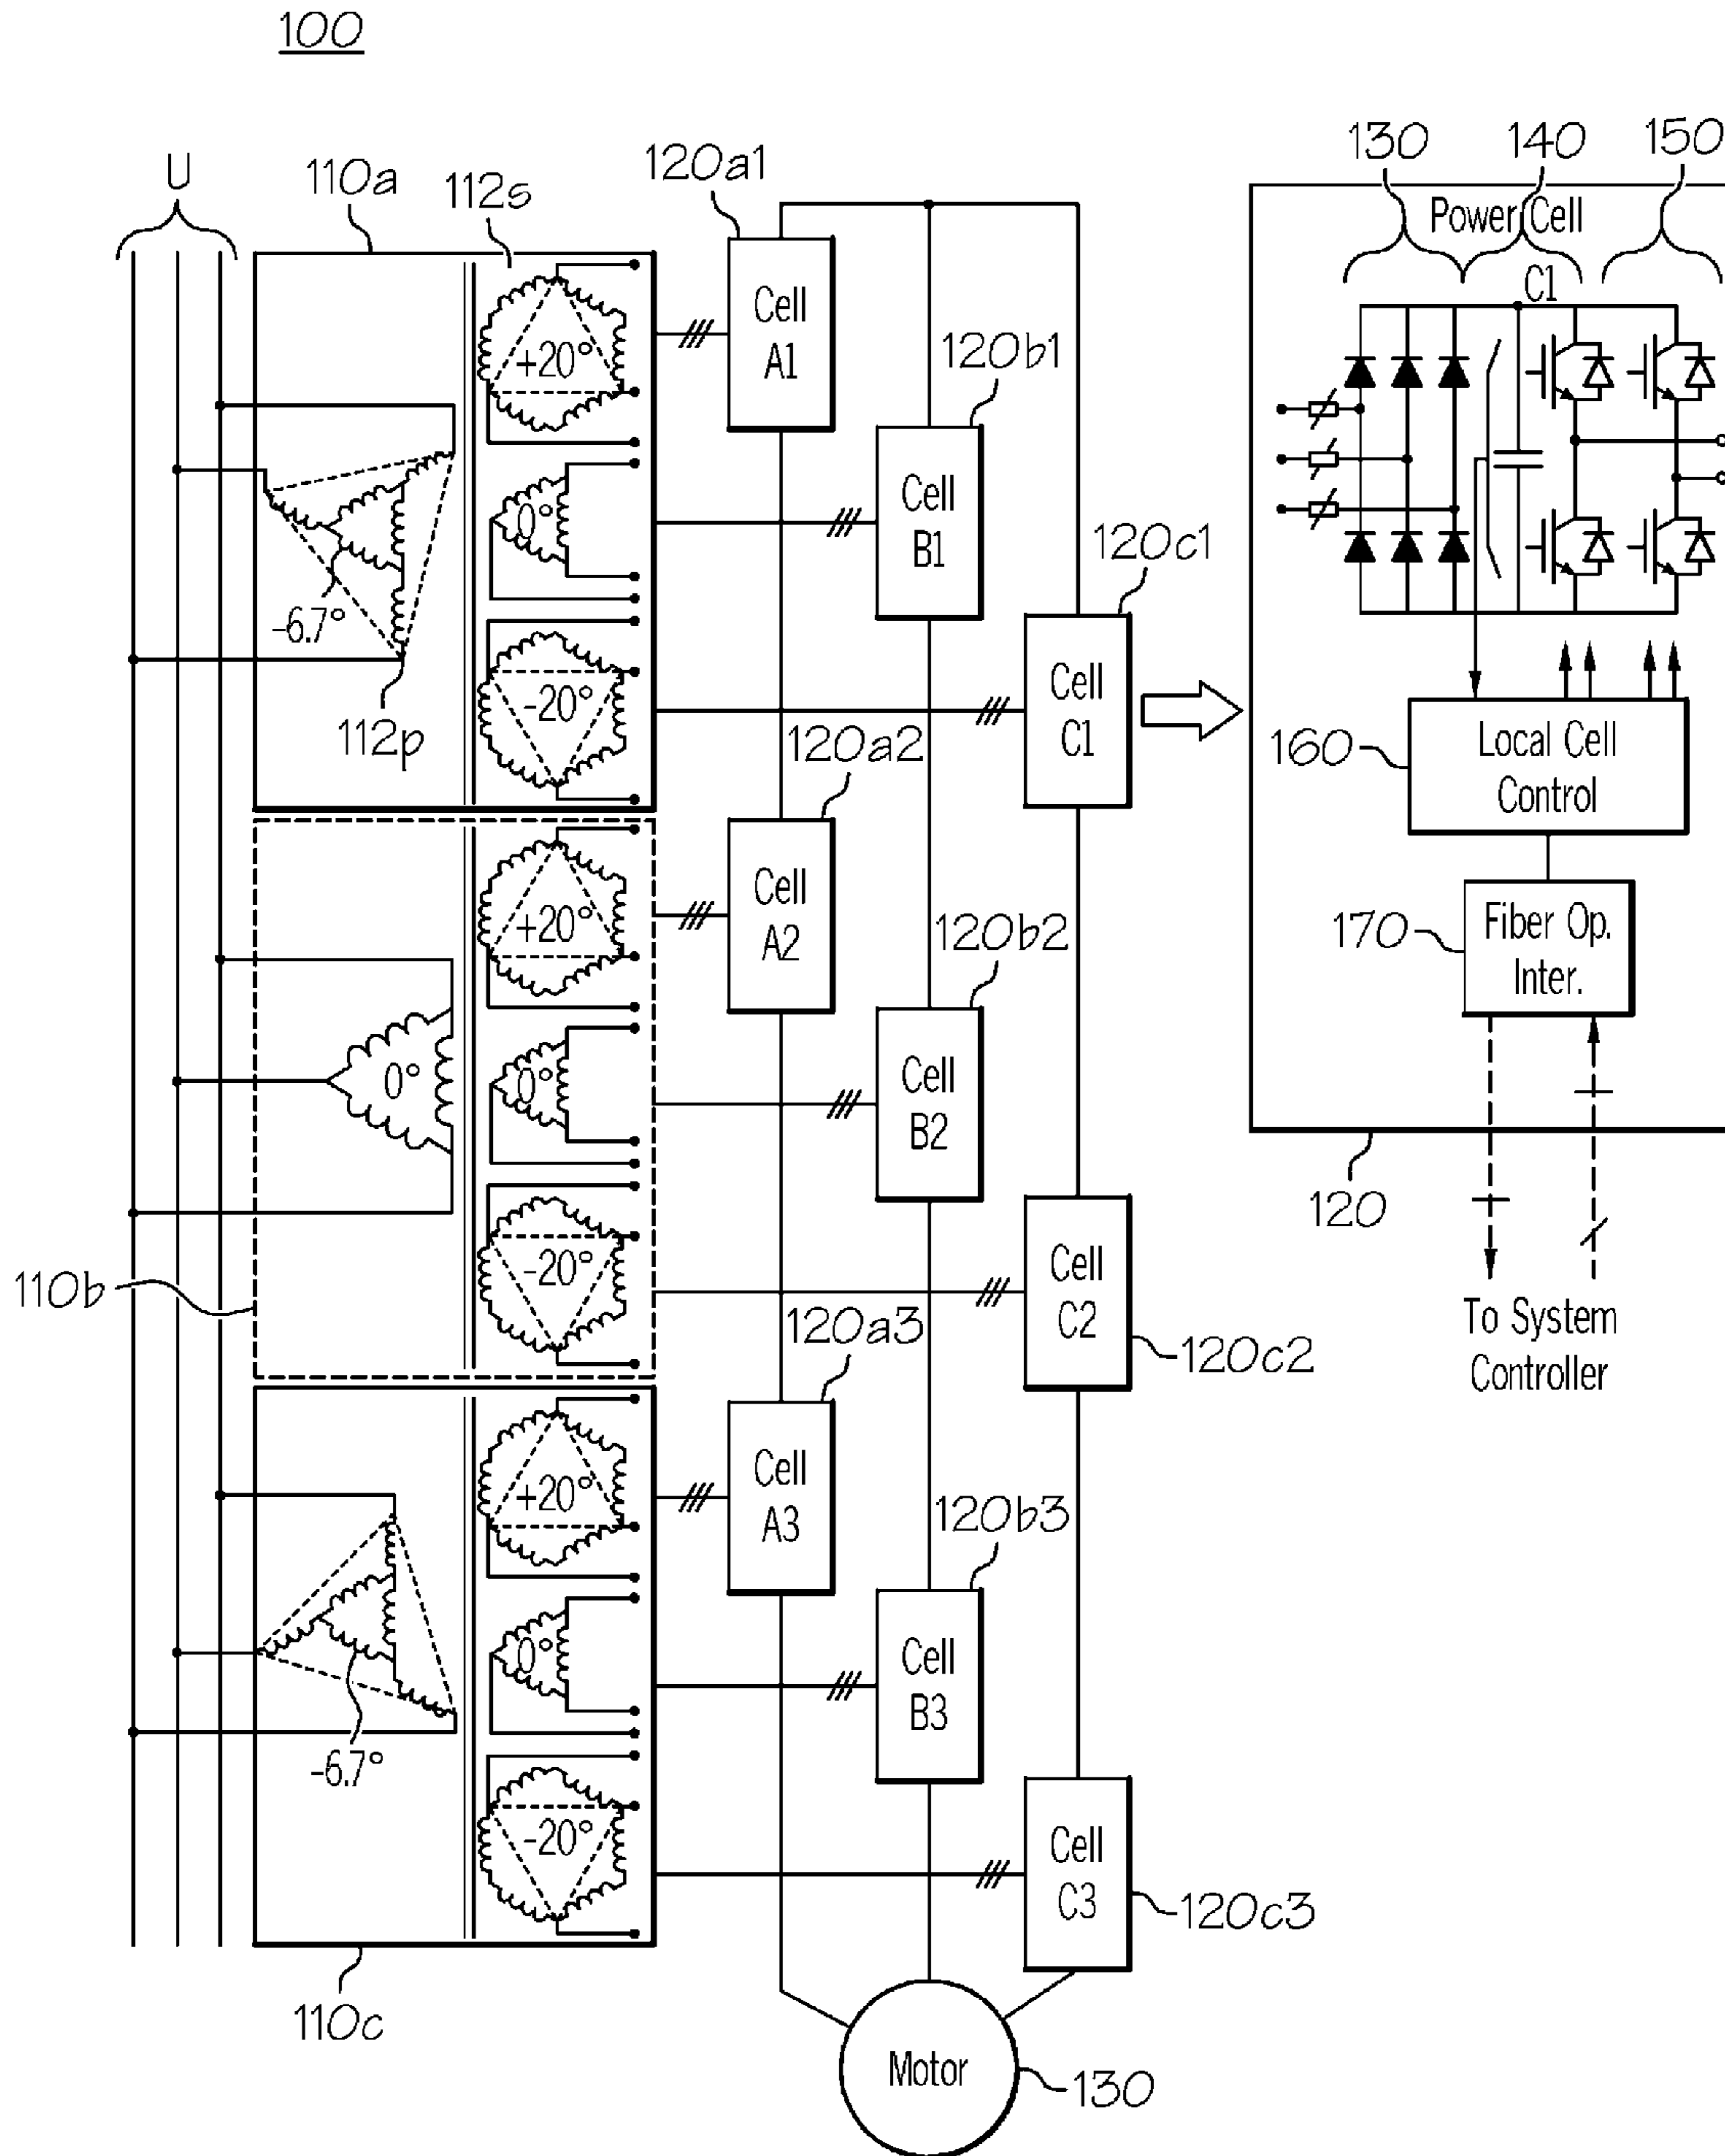 100
U
110a
112s
120a1
130
140
150
Power Cell
C1
+20°
Cell
A1
120b1
0°
Cell
B1
120c1
-6.7°
112p
-20°
Cell
C1
120a2
160
Local Cell
Control
+20°
Cell
A2
120b2
170
Fiber Op.
Inter.
0°
0°
Cell
B2
120
110b
-20°
Cell
C2
120a3
120c2
To System
Controller
+20°
Cell
A3
120b3
0°
Cell
B3
-6.7°
-20°
Cell
C3
120c3
110c
Motor
130